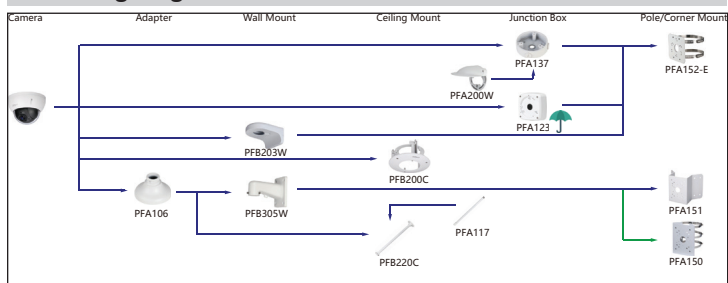 Camera
Adapter
Wall Mount
Ceiling Mount
Junction Box
Pole/Corner Mount
PFA137
PFA152-E
PFA200W
PFA123
PFB203W
PFB200C
PFA106
PFB305W
PFA151
PFA117
PFB220C
PFA150